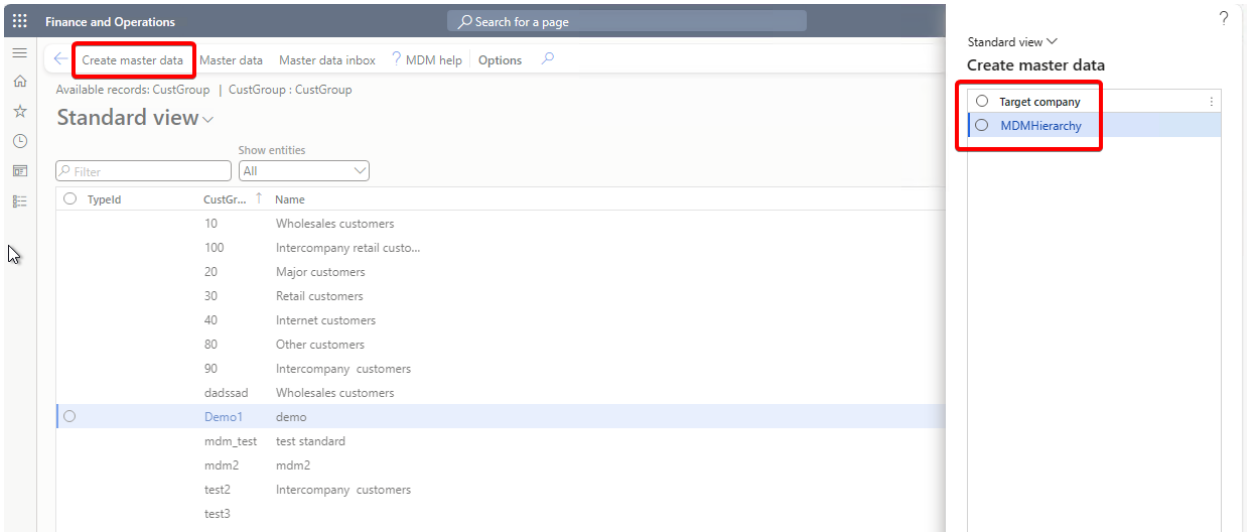 Finance and Operations
Search for a page
?
Create master data Master data Master data inbox ? MDM help Options
Available records: CustGroup | CustGroup : CustGroup
Standard view
Show entities
Filter
All
TypeId CustGr... ↑ Name
10 Wholesales customers
100 Intercompany retail custo...
20 Major customers
30 Retail customers
40 Internet customers
80 Other customers
90 Intercompany customers
dadssad Wholesales customers
Demo1 demo
mdm_test test standard
mdm2 mdm2
test2 Intercompany customers
test3
Standard view
Create master data
Target company
MDMHierarchy